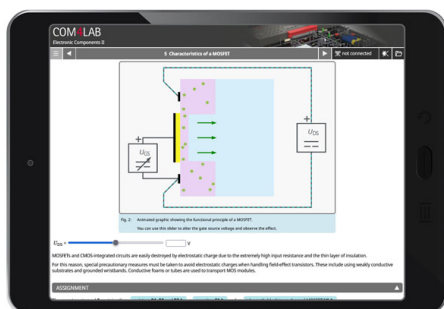 COM4LAB
Electronic Components II
E Characteristics of a MOSFET
not connected
+
U_DS
+
U_GS
Fig. 2: Animated graphic showing the functional principle of a MOSFET.
You can use this slider to alter the gate source voltage and observe the effect.
U_GS = V
MOSFETs and CMOS-integrated circuits are easily destroyed by electrostatic charge due to the extremely high input resistance and the thin layer of insulation.
For this reason, special precautionary measures must be taken to avoid electrostatic charges when handling field-effect transistors. These include using weakly conductive
substrates and grounded wristbands. Conductive foams or tubes are used to transport MOS modules.
ASSIGNMENT